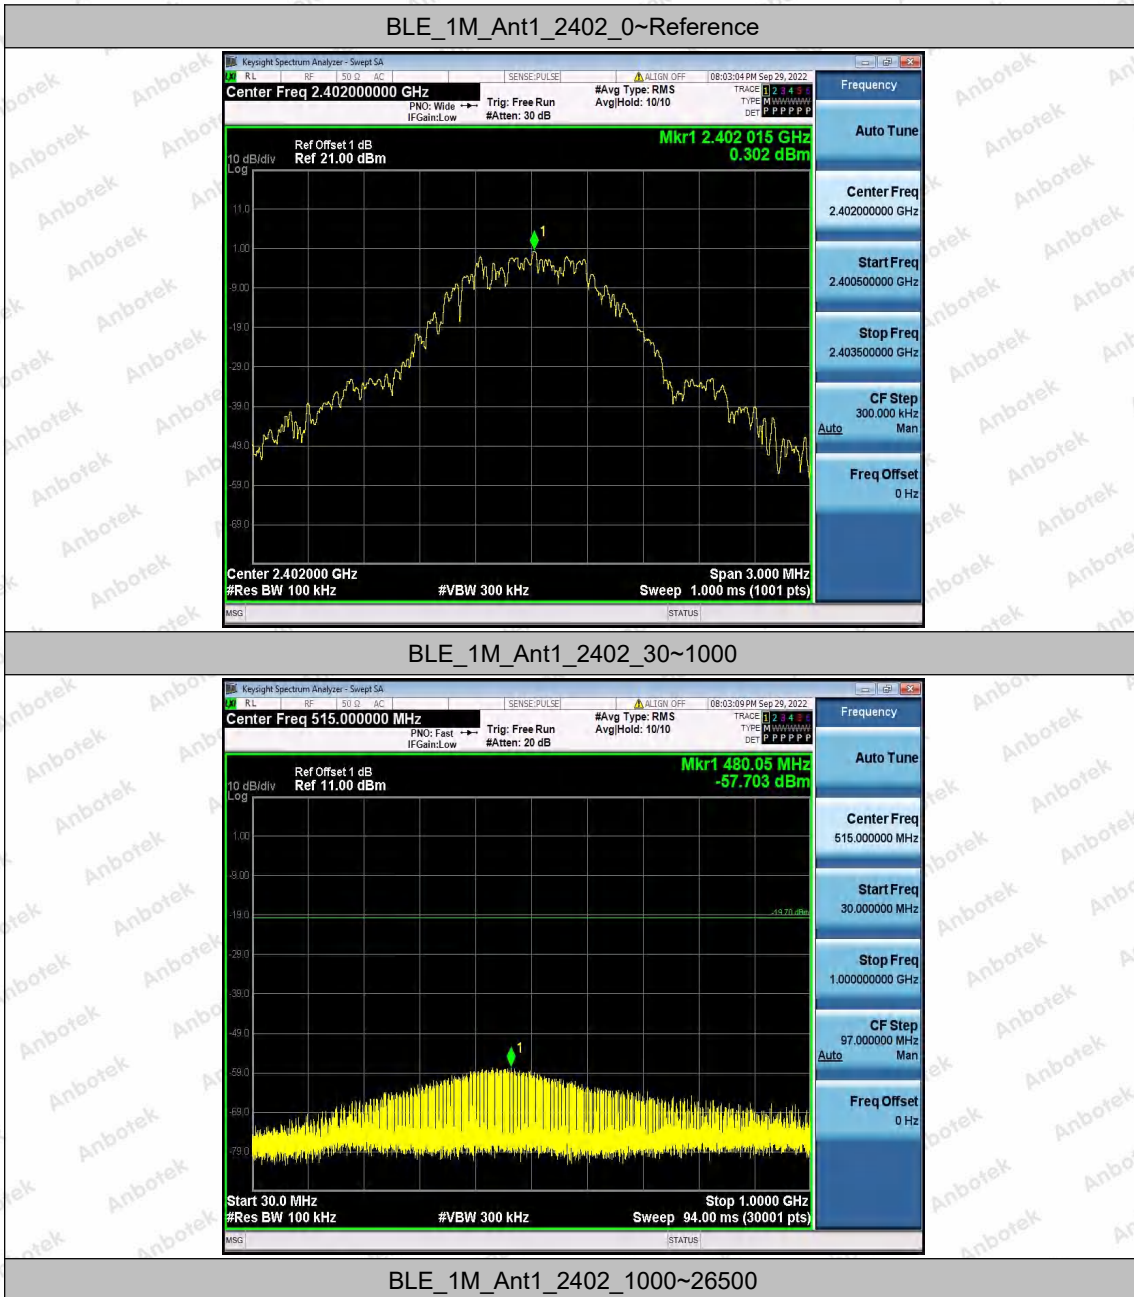 BLE_1M_Ant1_2402_0~Reference
Keysight Spectrum Analyzer - Swept SA
RL RF 50 Ω AC SENSE:PULSE ALIGN OFF 08:03:04 PM Sep 29, 2022
Center Freq 2.402000000 GHz
PNO: Wide
IFGain:Low
Trig: Free Run
#Atten: 30 dB
#Avg Type: RMS
Avg|Hold: 10/10
TRACE 1 2 3 4 5 6
TYPE M W W W W W
DET P P P P P P
Ref Offset 1 dB
Ref 21.00 dBm
10 dB/div
Log
Mkr1 2.402 015 GHz
0.302 dBm
11.0
1.00
-9.00
-19.0
-29.0
-39.0
-49.0
-59.0
-69.0
1
Center 2.402000 GHz
Span 3.000 MHz
#Res BW 100 kHz
#VBW 300 kHz
Sweep 1.000 ms (1001 pts)
MSG
STATUS
Frequency
Auto Tune
Center Freq
2.402000000 GHz
Start Freq
2.400500000 GHz
Stop Freq
2.403500000 GHz
CF Step
300.000 kHz
Auto Man
Freq Offset
0 Hz
BLE_1M_Ant1_2402_30~1000
Keysight Spectrum Analyzer - Swept SA
RL RF 50 Ω AC SENSE:PULSE ALIGN OFF 08:03:09 PM Sep 29, 2022
Center Freq 515.000000 MHz
PNO: Fast
IFGain:Low
Trig: Free Run
#Atten: 20 dB
#Avg Type: RMS
Avg|Hold: 10/10
TRACE 1 2 3 4 5 6
TYPE M W W W W W
DET P P P P P P
Ref Offset 1 dB
Ref 11.00 dBm
10 dB/div
Log
Mkr1 480.05 MHz
-57.703 dBm
1.00
-9.00
-19.0
-29.0
-39.0
-49.0
-59.0
-69.0
-79.0
-19.70 dBm
1
Start 30.0 MHz
Stop 1.0000 GHz
#Res BW 100 kHz
#VBW 300 kHz
Sweep 94.00 ms (30001 pts)
MSG
STATUS
Frequency
Auto Tune
Center Freq
515.000000 MHz
Start Freq
30.000000 MHz
Stop Freq
1.000000000 GHz
CF Step
97.000000 MHz
Auto Man
Freq Offset
0 Hz
BLE_1M_Ant1_2402_1000~26500
Anbotek